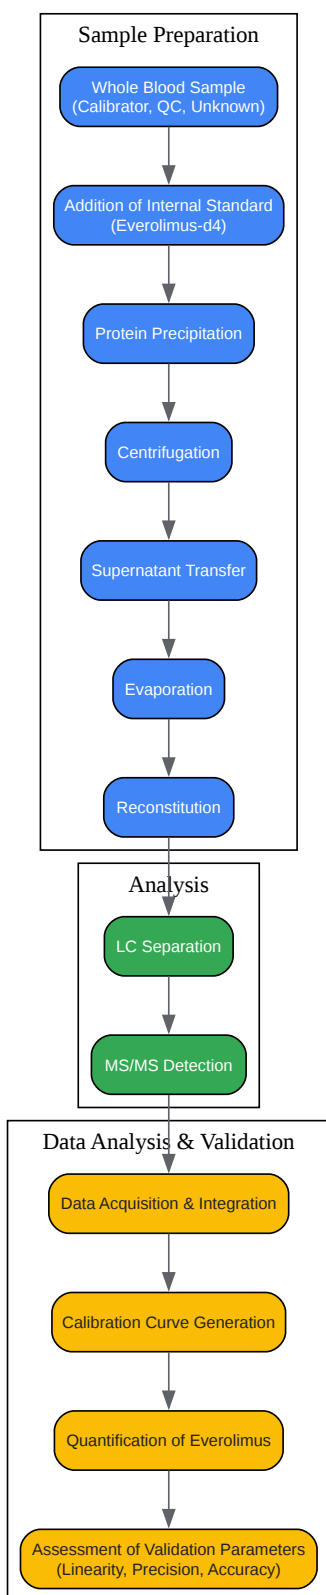 Sample Preparation
Whole Blood Sample
(Calibrator, QC, Unknown)
Addition of Internal Standard
(Everolimus-d4)
Protein Precipitation
Centrifugation
Supernatant Transfer
Evaporation
Reconstitution
Analysis
LC Separation
MS/MS Detection
Data Analysis & Validation
Data Acquisition & Integration
Calibration Curve Generation
Quantification of Everolimus
Assessment of Validation Parameters
(Linearity, Precision, Accuracy)